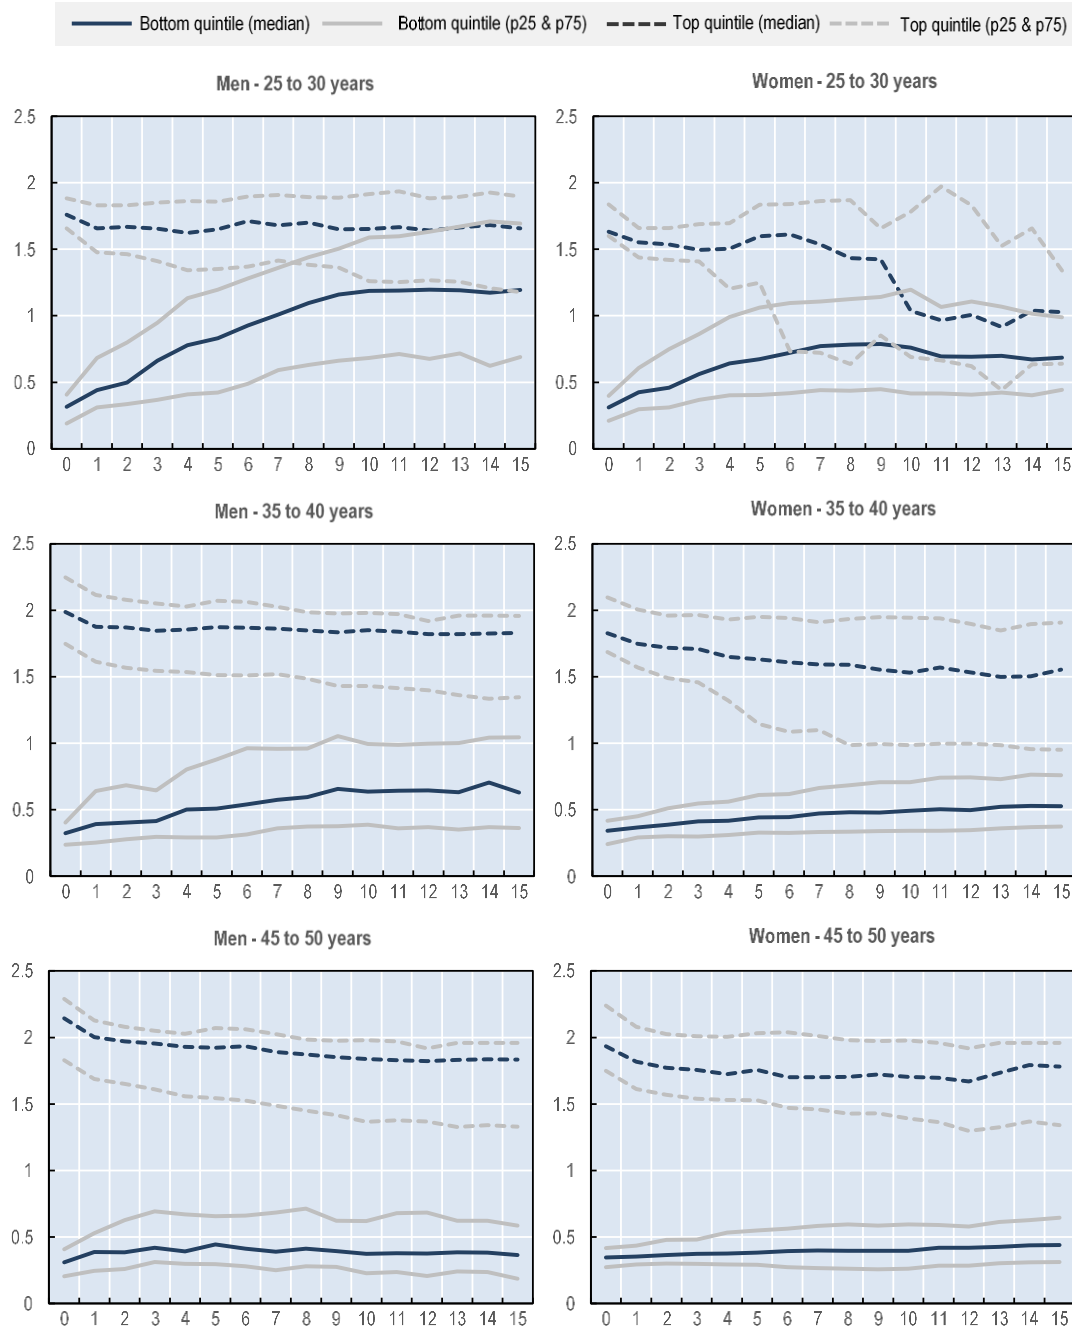 Bottom quintile (median) Bottom quintile (p25 & p75) Top quintile (median) Top quintile (p25 & p75)
Men - 25 to 30 years
2.5
2
1.5
1
0.5
0
0 1 2 3 4 5 6 7 8 9 10 11 12 13 14 15
Women - 25 to 30 years
2.5
2
1.5
1
0.5
0
0 1 2 3 4 5 6 7 8 9 10 11 12 13 14 15
Men - 35 to 40 years
2.5
2
1.5
1
0.5
0
0 1 2 3 4 5 6 7 8 9 10 11 12 13 14 15
Women - 35 to 40 years
2.5
2
1.5
1
0.5
0
0 1 2 3 4 5 6 7 8 9 10 11 12 13 14 15
Men - 45 to 50 years
2.5
2
1.5
1
0.5
0
0 1 2 3 4 5 6 7 8 9 10 11 12 13 14 15
Women - 45 to 50 years
2.5
2
1.5
1
0.5
0
0 1 2 3 4 5 6 7 8 9 10 11 12 13 14 15